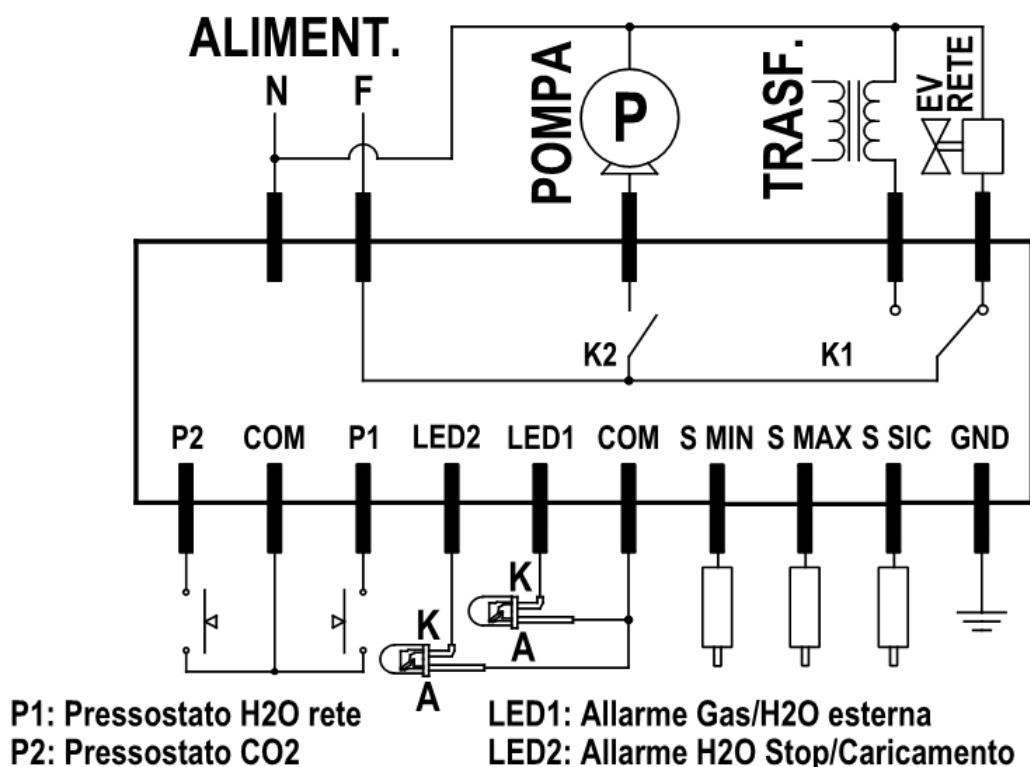 ALIMENT.
N F
POMPA
P
TRASF.
EV
RETE
K2 K1
P2 COM P1 LED2 LED1 COM S MIN S MAX S SIC GND
K
A
K
A
P1: Pressostato H2O rete
P2: Pressostato CO2
LED1: Allarme Gas/H2O esterna
LED2: Allarme H2O Stop/Caricamento